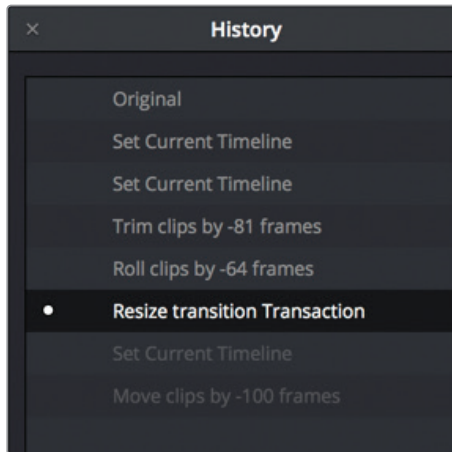 History
Original
Set Current Timeline
Set Current Timeline
Trim clips by -81 frames
Roll clips by -64 frames
Resize transition Transaction
Set Current Timeline
Move clips by -100 frames